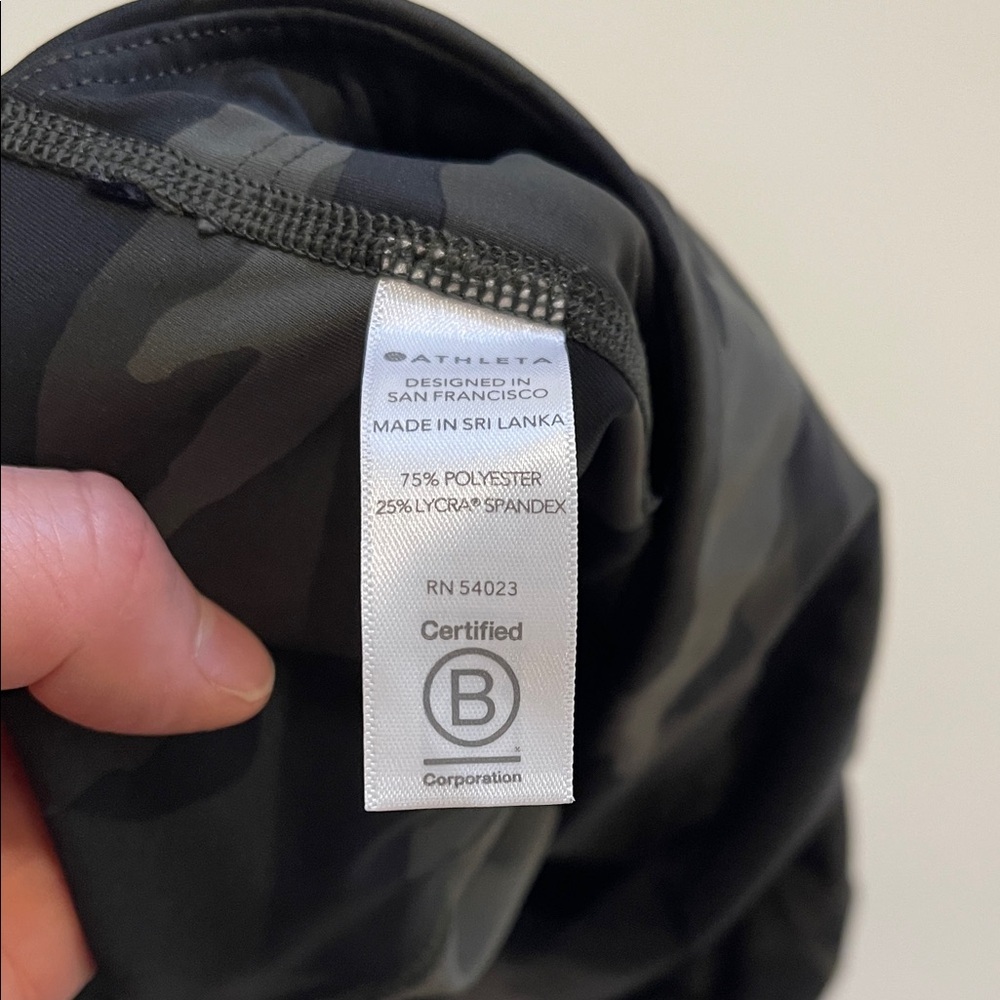 ATHLETA
DESIGNED IN
SAN FRANCISCO
MADE IN SRI LANKA
75% POLYESTER
25% LYCRA® SPANDEX
RN 54023
Certified
B
Corporation